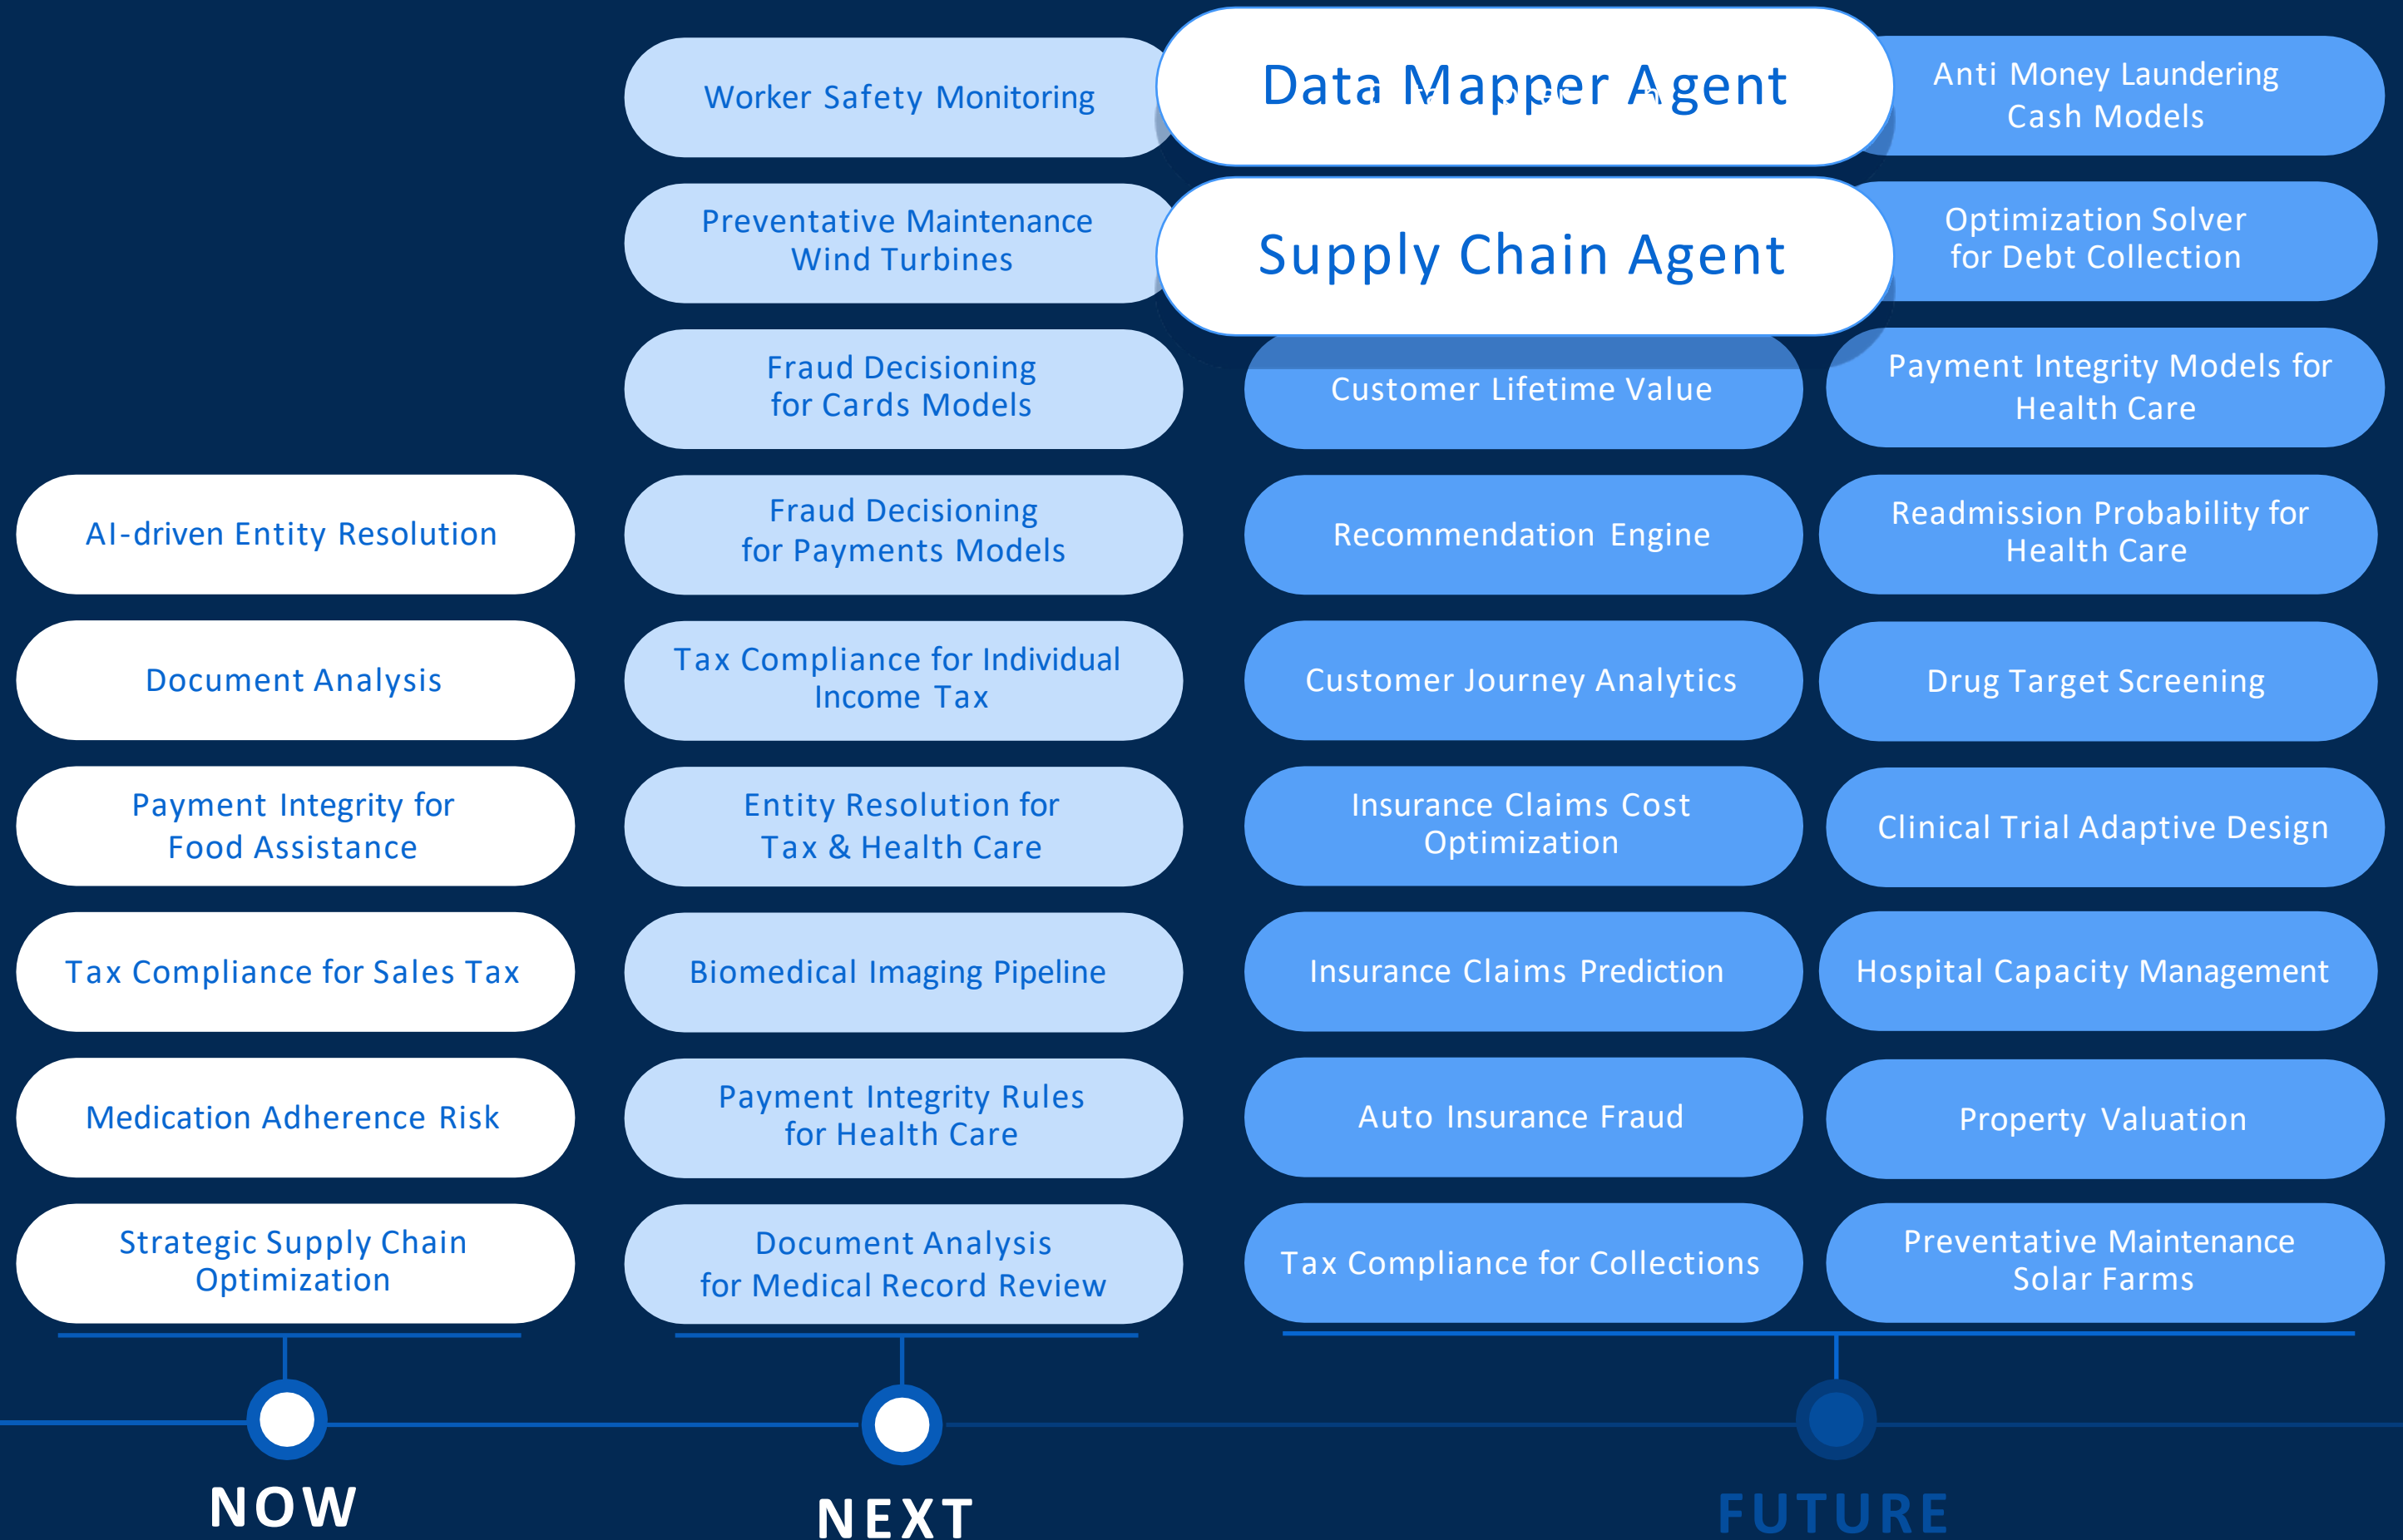 Data Mapper Agent
Supply Chain Agent
AI-driven Entity Resolution
Document Analysis
Payment Integrity for
Food Assistance
Tax Compliance for Sales Tax
Medication Adherence Risk
Strategic Supply Chain
Optimization
Worker Safety Monitoring
Preventative Maintenance
Wind Turbines
Fraud Decisioning
for Cards Models
Fraud Decisioning
for Payments Models
Tax Compliance for Individual
Income Tax
Entity Resolution for
Tax & Health Care
Biomedical Imaging Pipeline
Payment Integrity Rules
for Health Care
Document Analysis
for Medical Record Review
Customer Lifetime Value
Recommendation Engine
Customer Journey Analytics
Insurance Claims Cost
Optimization
Insurance Claims Prediction
Auto Insurance Fraud
Tax Compliance for Collections
Anti Money Laundering
Cash Models
Optimization Solver
for Debt Collection
Payment Integrity Models for
Health Care
Readmission Probability for
Health Care
Drug Target Screening
Clinical Trial Adaptive Design
Hospital Capacity Management
Property Valuation
Preventative Maintenance
Solar Farms
NOW
NEXT
FUTURE